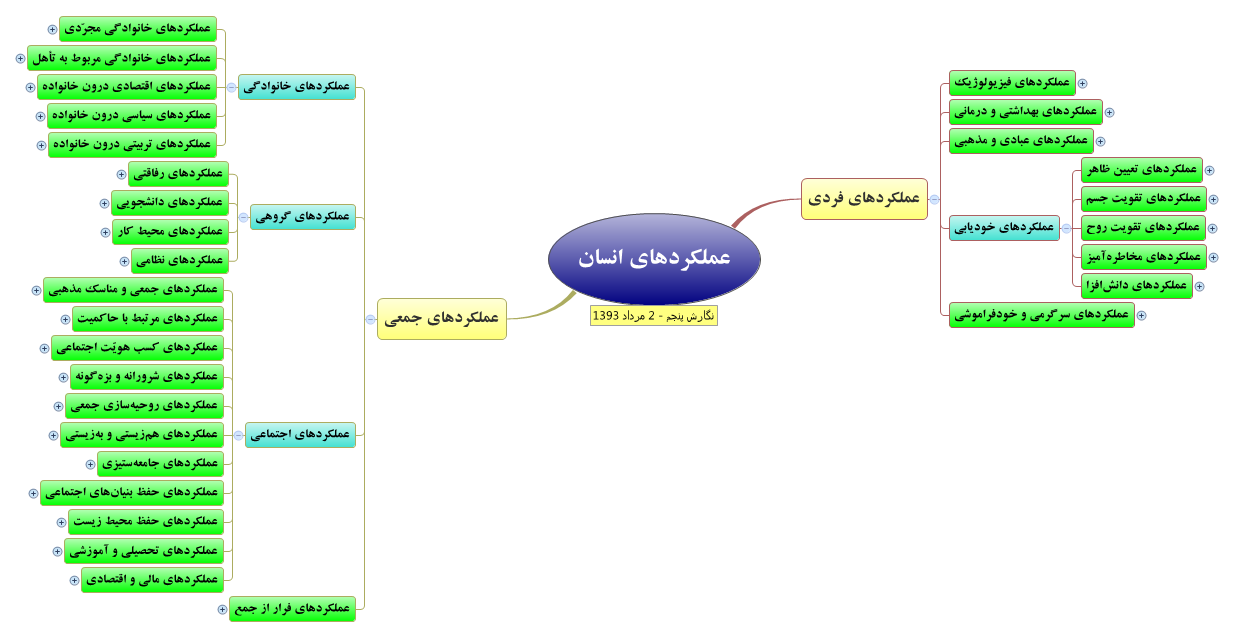 عملکردهای انسان
نگارش پنجم - 2 مرداد 1393
عملکردهای فردی
عملکردهای فیزیولوژیک
عملکردهای بهداشتی و درمانی
عملکردهای عبادی و مذهبی
عملکردهای خودیابی
عملکردهای تعیین ظاهر
عملکردهای تقویت جسم
عملکردهای تقویت روح
عملکردهای مخاطره‌آمیز
عملکردهای دانش‌افزا
عملکردهای سرگرمی و خودفراموشی
عملکردهای جمعی
عملکردهای خانوادگی
عملکردهای خانوادگی مجرّدی
عملکردهای خانوادگی مربوط به تأهل
عملکردهای اقتصادی درون خانواده
عملکردهای سیاسی درون خانواده
عملکردهای تربیتی درون خانواده
عملکردهای گروهی
عملکردهای رفاقتی
عملکردهای دانشجویی
عملکردهای محیط کار
عملکردهای نظامی
عملکردهای اجتماعی
عملکردهای جمعی و مناسک مذهبی
عملکردهای مرتبط با حاکمیت
عملکردهای کسب هویّت اجتماعی
عملکردهای شرورانه و بزه‌گونه
عملکردهای روحیه‌سازی جمعی
عملکردهای هم‌زیستی و به‌زیستی
عملکردهای جامعه‌ستیزی
عملکردهای حفظ بنیان‌های اجتماعی
عملکردهای حفظ محیط زیست
عملکردهای تحصیلی و آموزشی
عملکردهای مالی و اقتصادی
عملکردهای فرار از جمع